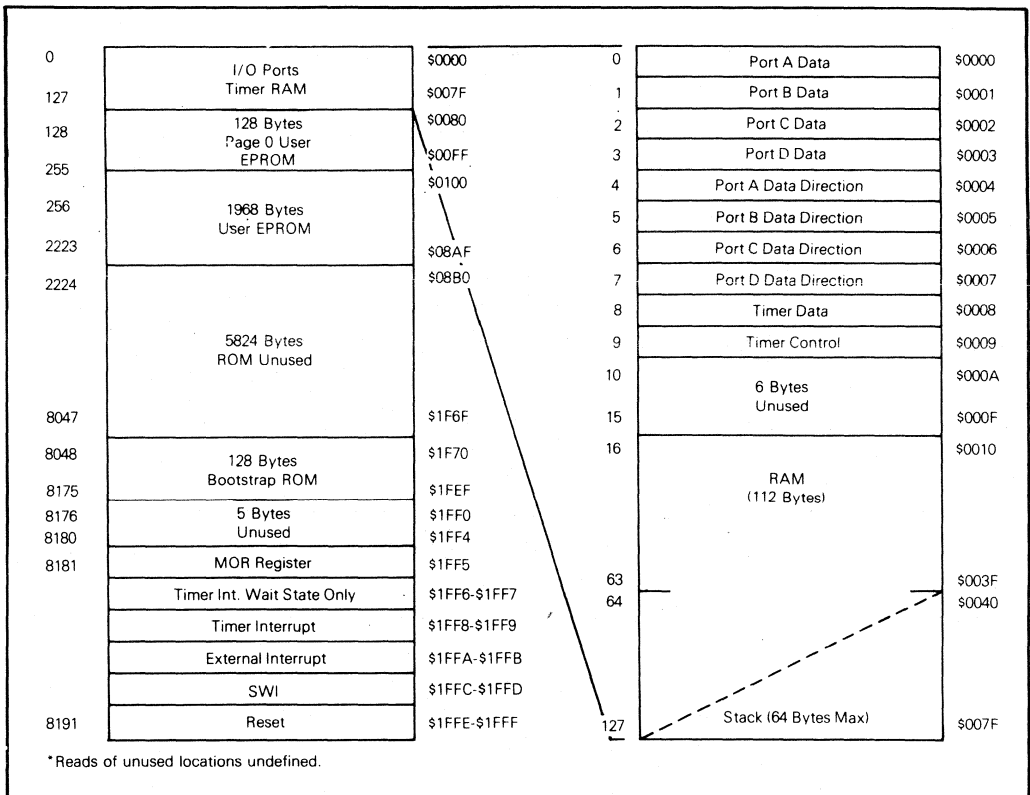 0
I/O Ports
Timer RAM
$0000
127
$007F
128
128 Bytes
Page 0 User
EPROM
$0080
255
$00FF
256
1968 Bytes
User EPROM
$0100
2223
$08AF
2224
5824 Bytes
ROM Unused
$08B0
8047
$1F6F
8048
128 Bytes
Bootstrap ROM
$1F70
8175
$1FEF
8176
5 Bytes
Unused
$1FF0
8180
$1FF4
8181
MOR Register
$1FF5
Timer Int. Wait State Only
$1FF6-$1FF7
Timer Interrupt
$1FF8-$1FF9
External Interrupt
$1FFA-$1FFB
SWI
$1FFC-$1FFD
8191
Reset
$1FFE-$1FFF
0 Port A Data $0000
1 Port B Data $0001
2 Port C Data $0002
3 Port D Data $0003
4 Port A Data Direction $0004
5 Port B Data Direction $0005
6 Port C Data Direction $0006
7 Port D Data Direction $0007
8 Timer Data $0008
9 Timer Control $0009
10
6 Bytes
Unused
$000A
15
$000F
16
$0010
RAM
(112 Bytes)
63
$003F
64
$0040
127
Stack (64 Bytes Max)
$007F
*Reads of unused locations undefined.